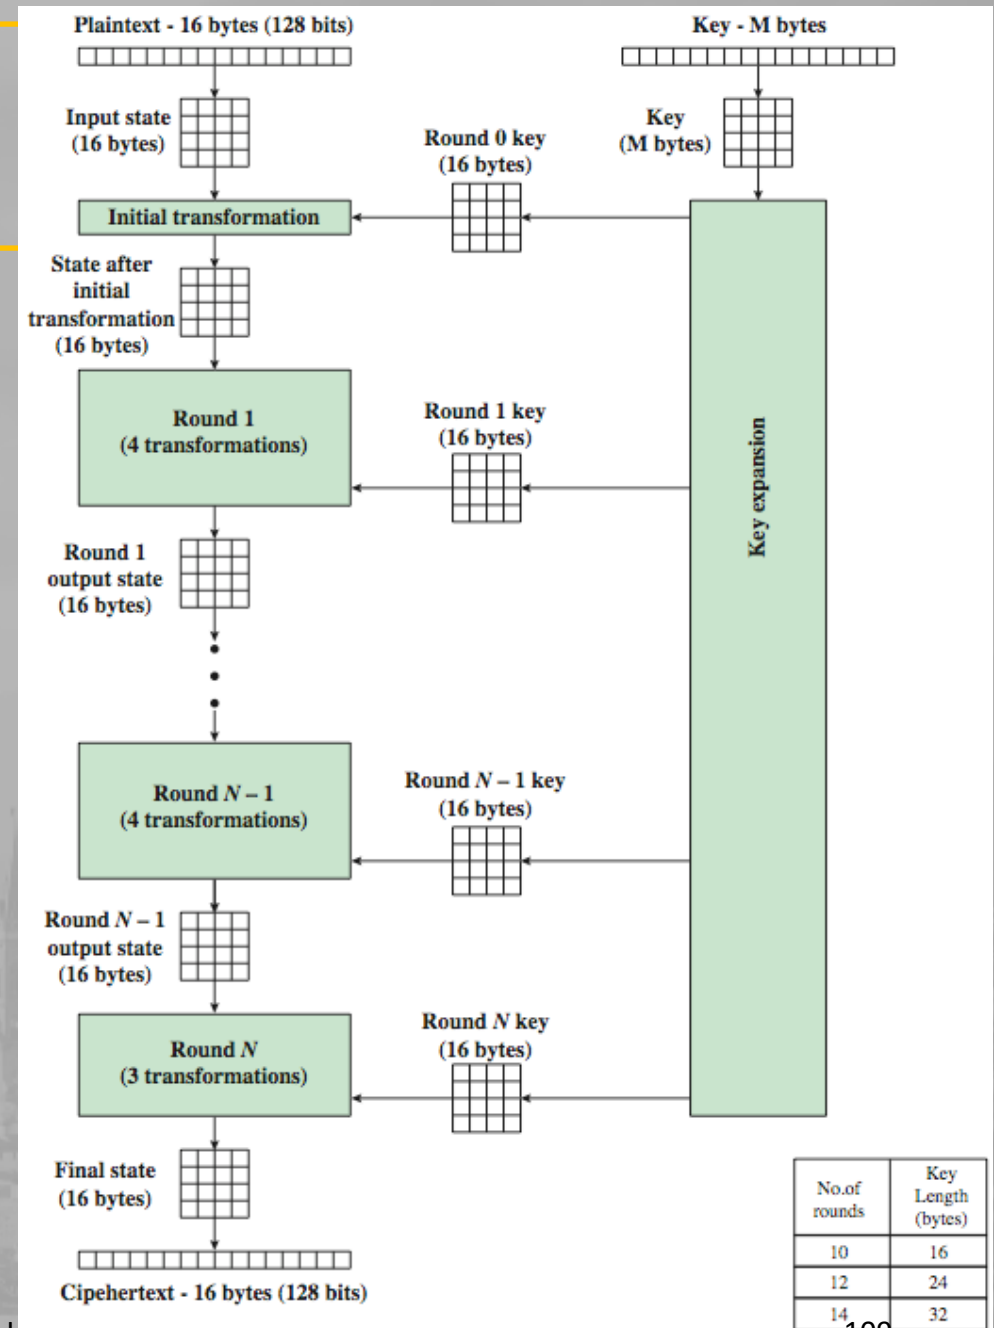 Plaintext - 16 bytes (128 bits)
Key - M bytes
Input state
(16 bytes)
Round 0 key
(16 bytes)
Key
(M bytes)
Initial transformation
State after
initial
transformation
(16 bytes)
Round 1
(4 transformations)
Round 1 key
(16 bytes)
Key expansion
Round 1
output state
(16 bytes)
Round N – 1
(4 transformations)
Round N – 1 key
(16 bytes)
Round N – 1
output state
(16 bytes)
Round N
(3 transformations)
Round N key
(16 bytes)
Final state
(16 bytes)
Cipehertext - 16 bytes (128 bits)
No.of
rounds
Key
Length
(bytes)
10 16
12 24
14 32